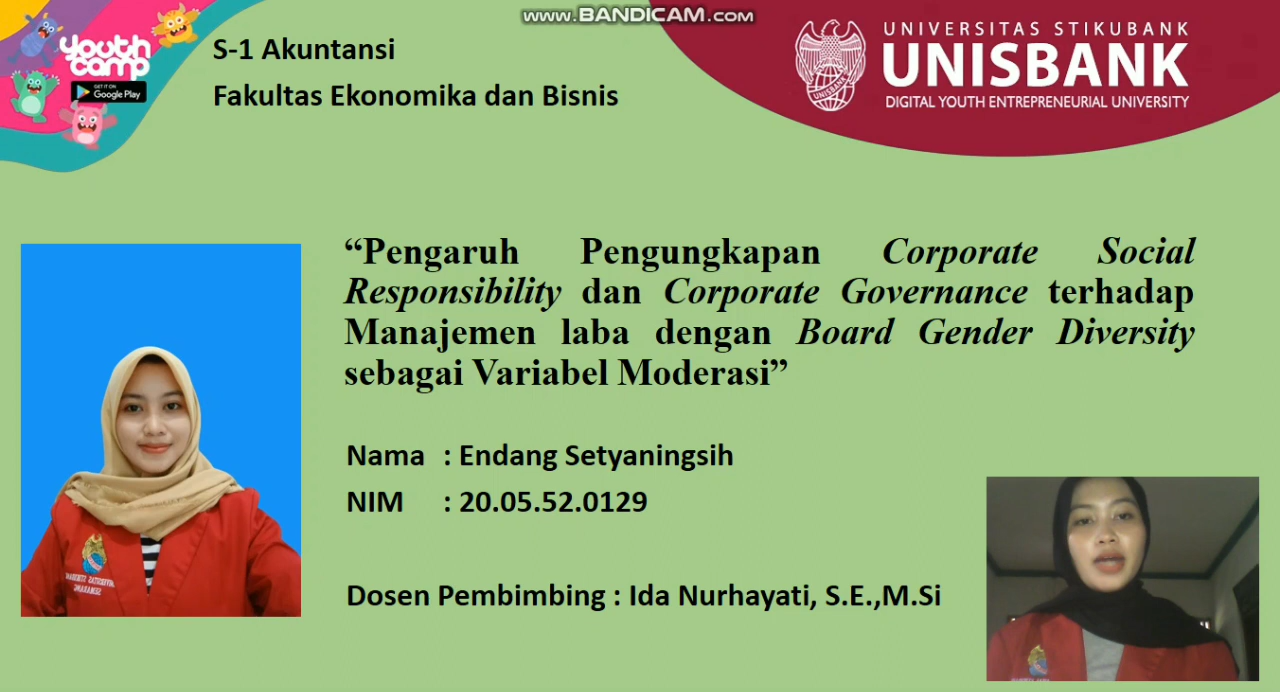 www.BANDICAM.com
youth
camp
GET IT ON
Google Play
S-1 Akuntansi
Fakultas Ekonomika dan Bisnis
UNIVERSITAS STIKUBANK
UNISBANK
DIGITAL YOUTH ENTREPRENEURIAL UNIVERSITY
UNISBANK
“Pengaruh Pengungkapan Corporate Social
Responsibility dan Corporate Governance terhadap
Manajemen laba dengan Board Gender Diversity
sebagai Variabel Moderasi”
Nama : Endang Setyaningsih
NIM : 20.05.52.0129
Dosen Pembimbing : Ida Nurhayati, S.E.,M.Si